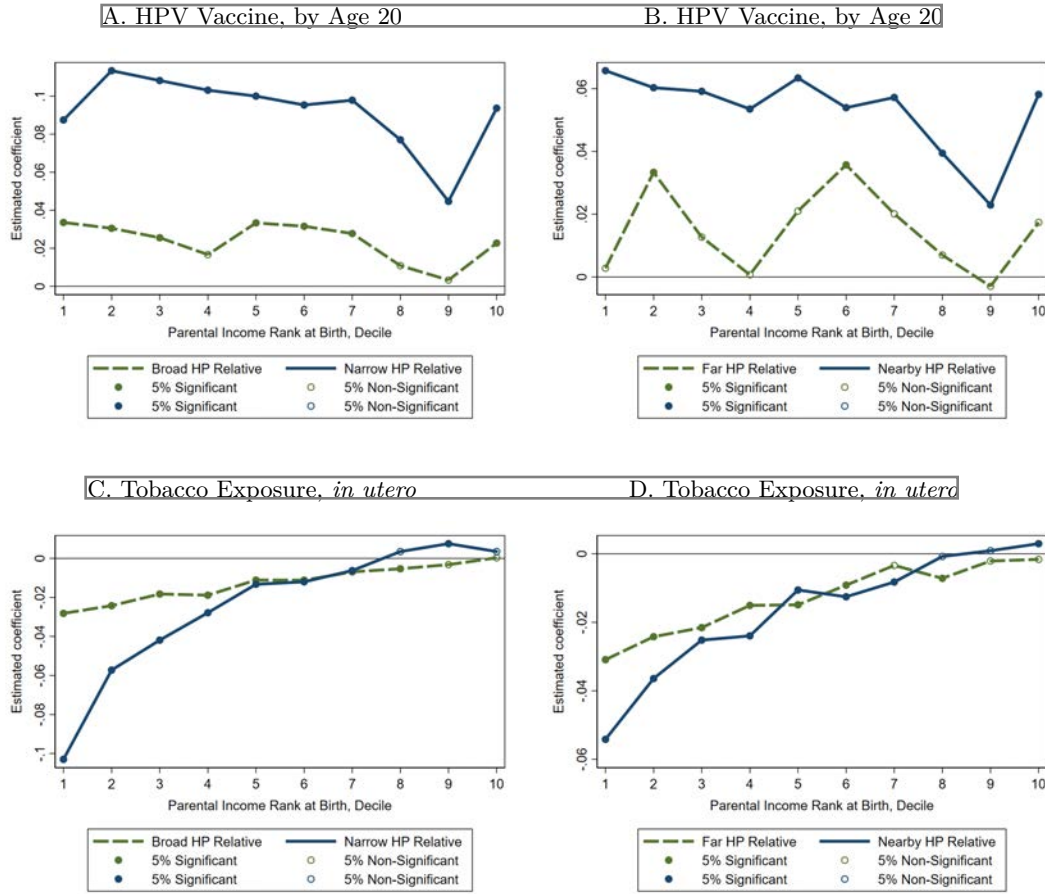 A. HPV Vaccine, by Age 20
Estimated coefficient
.1
.08
.06
.04
.02
0
1 2 3 4 5 6 7 8 9 10
Parental Income Rank at Birth, Decile
Broad HP Relative Narrow HP Relative
5% Significant 5% Non-Significant
5% Significant 5% Non-Significant
B. HPV Vaccine, by Age 20
Estimated coefficient
.06
.04
.02
0
1 2 3 4 5 6 7 8 9 10
Parental Income Rank at Birth, Decile
Far HP Relative Nearby HP Relative
5% Significant 5% Non-Significant
5% Significant 5% Non-Significant
C. Tobacco Exposure, in utero
Estimated coefficient
0
-.02
-.04
-.06
-.08
-.1
1 2 3 4 5 6 7 8 9 10
Parental Income Rank at Birth, Decile
Broad HP Relative Narrow HP Relative
5% Significant 5% Non-Significant
5% Significant 5% Non-Significant
D. Tobacco Exposure, in utero
Estimated coefficient
0
-.02
-.04
-.06
1 2 3 4 5 6 7 8 9 10
Parental Income Rank at Birth, Decile
Far HP Relative Nearby HP Relative
5% Significant 5% Non-Significant
5% Significant 5% Non-Significant